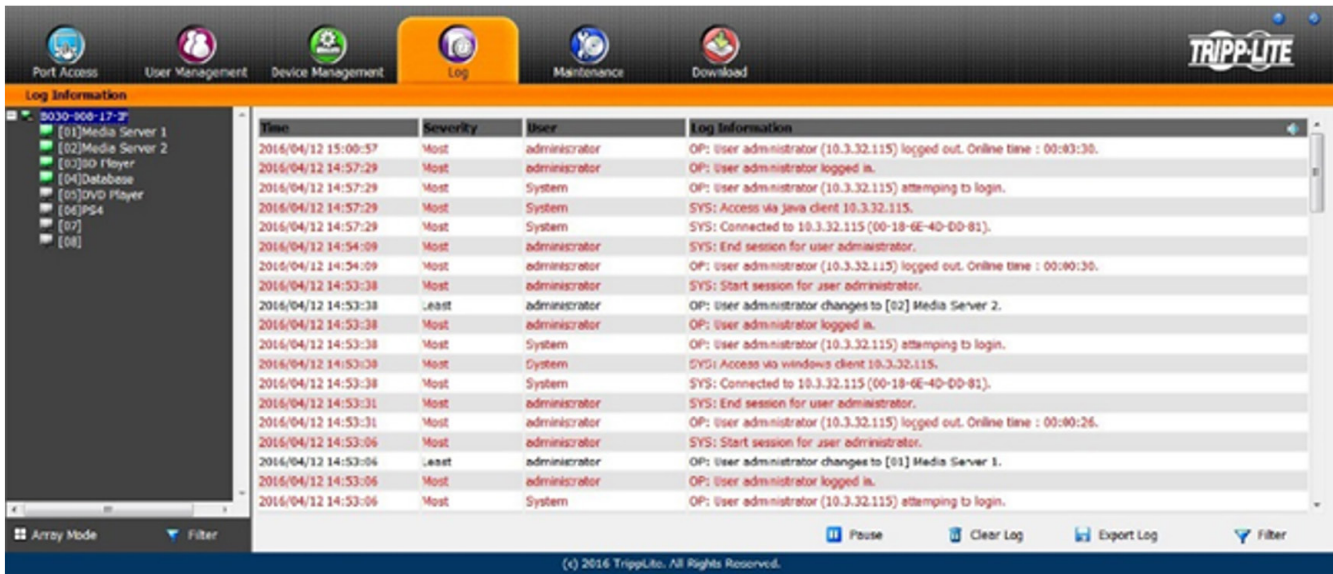 TRIPP-LITE
Port Access User Management Device Management Log Maintenance Download
Log Information
B030-008-17-IP
[01]Media Server 1
[02]Media Server 2
[03]BD Player
[04]Database
[05]DVD Player
[06]PS4
[07]
[08]
Time Severity User Log Information
2016/04/12 15:00:57 Most administrator OP: User administrator (10.3.32.115) logged out. Online time : 00:03:30.
2016/04/12 14:57:29 Most administrator OP: User administrator logged in.
2016/04/12 14:57:29 Most System OP: User administrator (10.3.32.115) attemping to login.
2016/04/12 14:57:29 Most System SYS: Access via java client 10.3.32.115.
2016/04/12 14:57:29 Most System SYS: Connected to 10.3.32.115 (00-18-6E-4D-DD-81).
2016/04/12 14:54:09 Most administrator SYS: End session for user administrator.
2016/04/12 14:54:09 Most administrator OP: User administrator (10.3.32.115) logged out. Online time : 00:00:30.
2016/04/12 14:53:38 Most administrator SYS: Start session for user administrator.
2016/04/12 14:53:38 Least administrator OP: User administrator changes to [02] Media Server 2.
2016/04/12 14:53:38 Most administrator OP: User administrator logged in.
2016/04/12 14:53:38 Most System OP: User administrator (10.3.32.115) attemping to login.
2016/04/12 14:53:38 Most System SYS: Access via windows client 10.3.32.115.
2016/04/12 14:53:38 Most System SYS: Connected to 10.3.32.115 (00-18-6E-4D-DD-81).
2016/04/12 14:53:31 Most administrator SYS: End session for user administrator.
2016/04/12 14:53:31 Most administrator OP: User administrator (10.3.32.115) logged out. Online time : 00:00:26.
2016/04/12 14:53:06 Most administrator SYS: Start session for user administrator.
2016/04/12 14:53:06 Least administrator OP: User administrator changes to [01] Media Server 1.
2016/04/12 14:53:06 Most administrator OP: User administrator logged in.
2016/04/12 14:53:06 Most System OP: User administrator (10.3.32.115) attemping to login.
Array Mode Filter Pause Clear Log Export Log Filter
(c) 2016 TrippLite. All Rights Reserved.